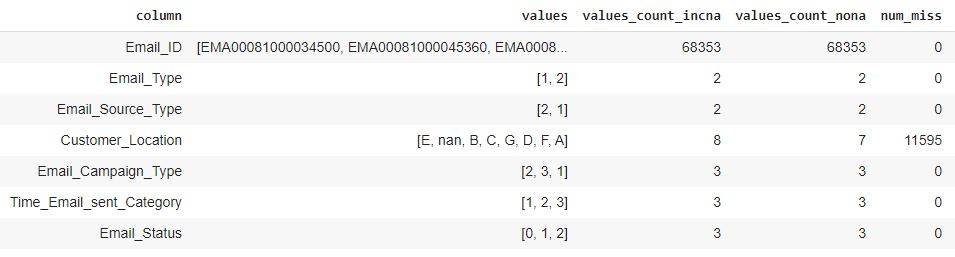 column values values_count_incna values_count_nona num_miss
Email_ID [EMA00081000034500, EMA00081000045360, EMA0008... 68353 68353 0
Email_Type [1, 2] 2 2 0
Email_Source_Type [2, 1] 2 2 0
Customer_Location [E, nan, B, C, G, D, F, A] 8 7 11595
Email_Campaign_Type [2, 3, 1] 3 3 0
Time_Email_sent_Category [1, 2, 3] 3 3 0
Email_Status [0, 1, 2] 3 3 0